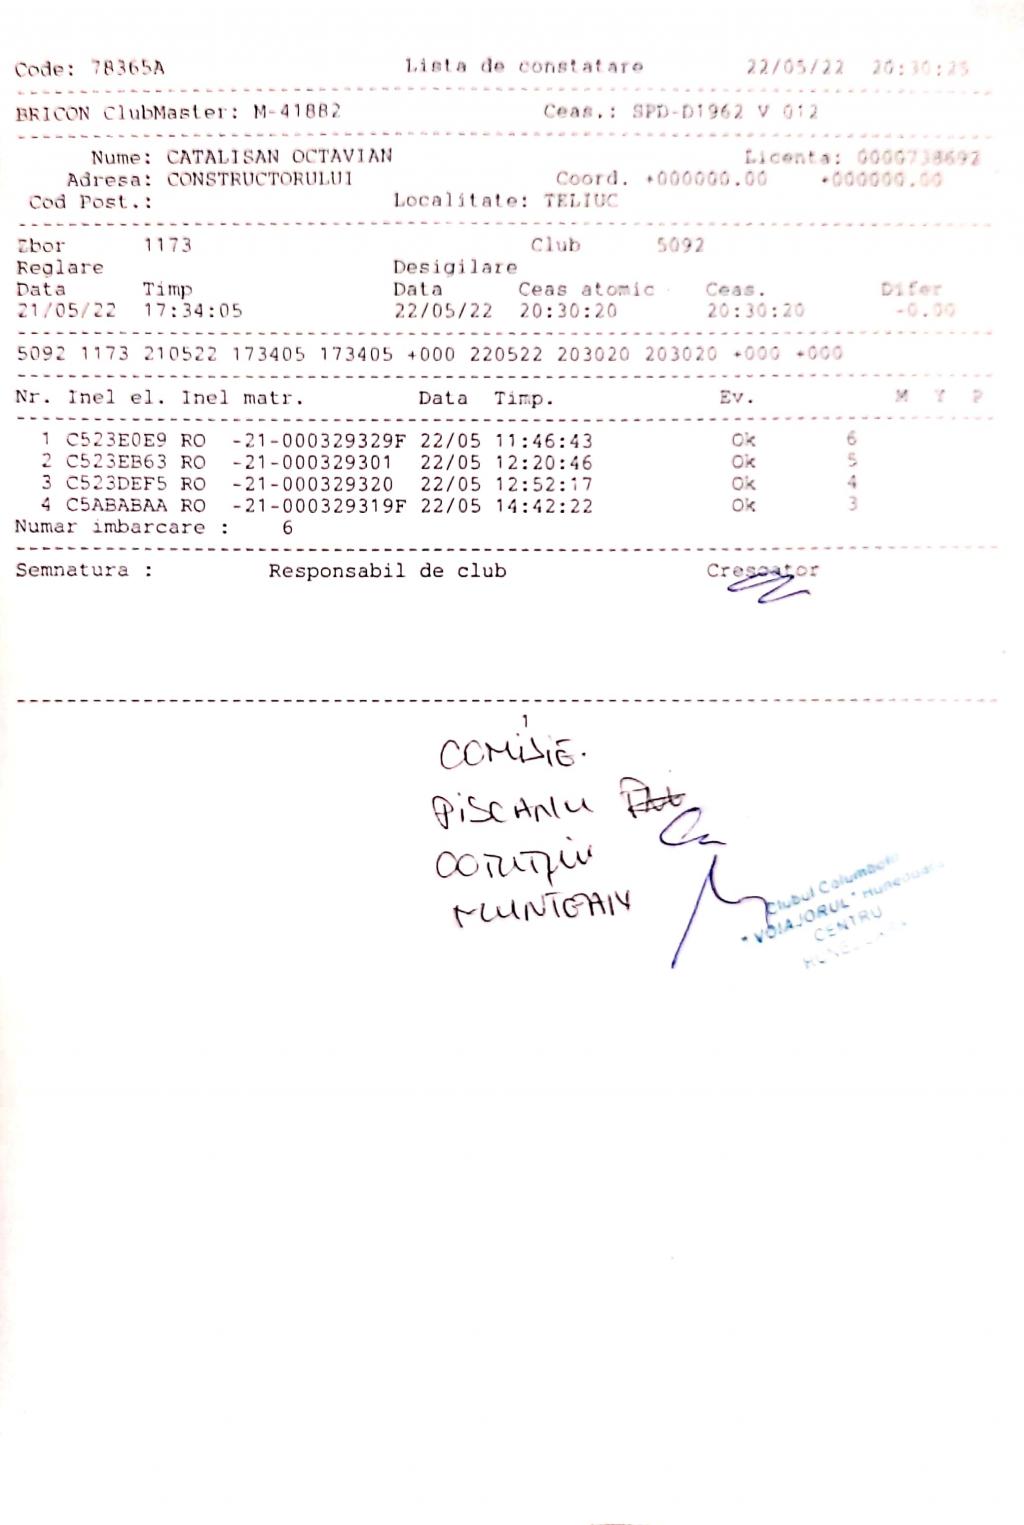 Code: 78365A Lista de constatare 22/05/22 20:30:25
BRICON ClubMaster: M-41882 Ceas.: SPD-D1962 V 012
Nume: CATALISAN OCTAVIAN Licenta: 0000738692
Adresa: CONSTRUCTORULUI Coord. +000000.00 +000000.00
Cod Post.: Localitate: TELIUC
Zbor 1173 Club 5092
Reglare Desigilare
Data Timp Data Ceas atomic Ceas. Difer
21/05/22 17:34:05 22/05/22 20:30:20 20:30:20 -0.00
5092 1173 210522 173405 173405 +000 220522 203020 203020 +000 +000
Nr. Inel el. Inel matr. Data Timp. Ev. M Y P
1 C523E0E9 RO -21-000329329F 22/05 11:46:43 Ok 6
2 C523EB63 RO -21-000329301 22/05 12:20:46 Ok 5
3 C523DEF5 RO -21-000329320 22/05 12:52:17 Ok 4
4 C5ABABAA RO -21-000329319F 22/05 14:42:22 Ok 3
Numar imbarcare : 6
Semnatura : Responsabil de club Crescator
1
COMISIE.
PISCANU
MUNTEAN
Clubul Columbofil
"VOIAJORUL" Hunedoara
CENTRU